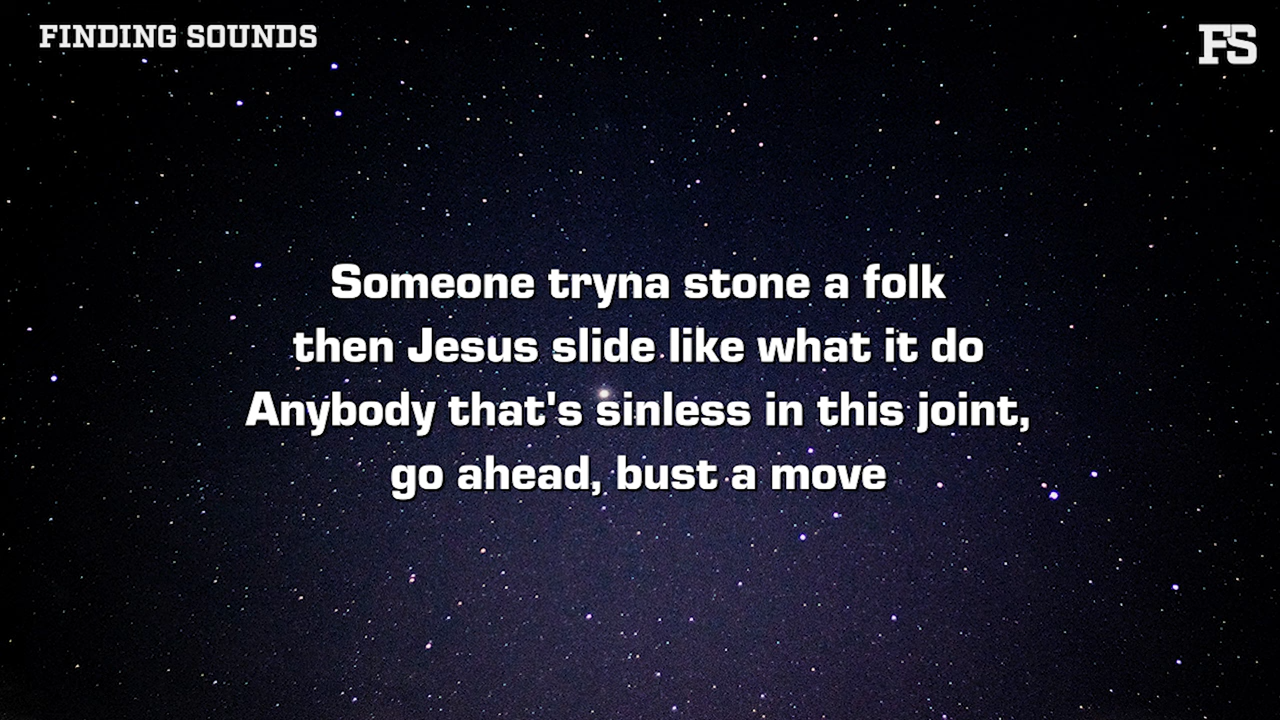 FINDING SOUNDS
FS
Someone tryna stone a folk
then Jesus slide like what it do
Anybody that's sinless in this joint,
go ahead, bust a move